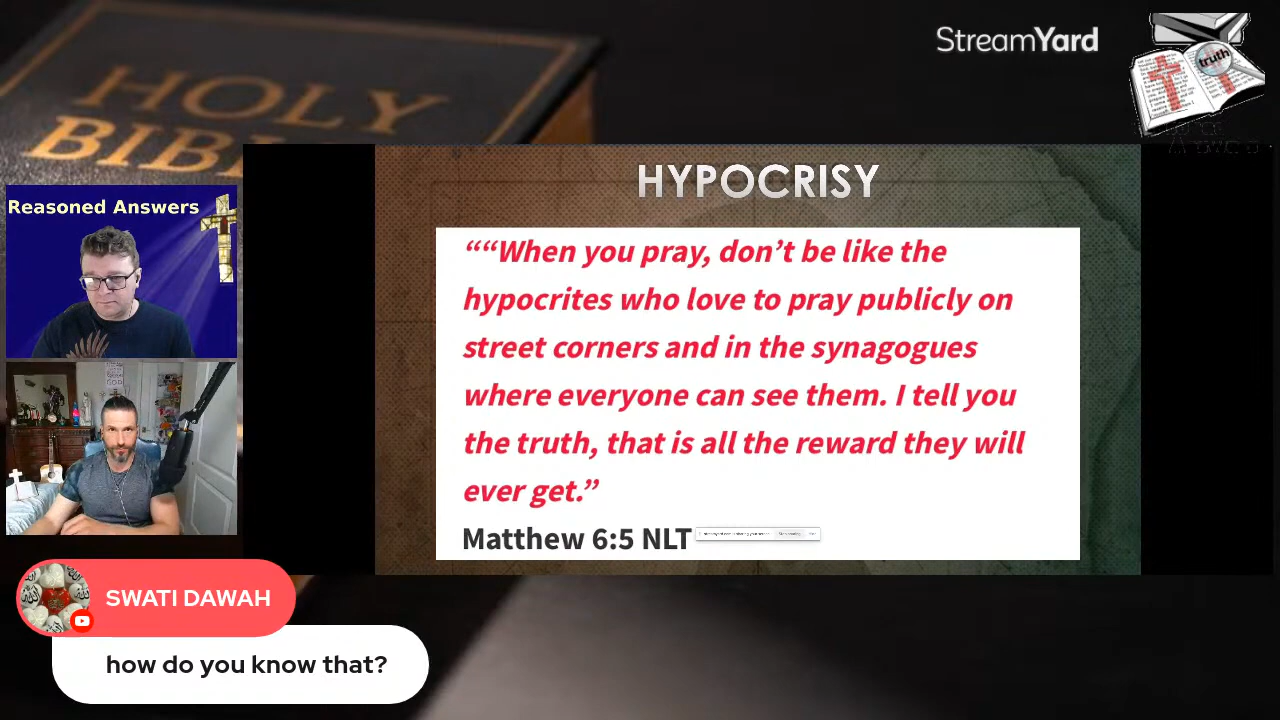 HOLY
BIBL
StreamYard
truth
Reasoned Answers
HYPOCRISY
““When you pray, don’t be like the
hypocrites who love to pray publicly on
street corners and in the synagogues
where everyone can see them. I tell you
the truth, that is all the reward they will
ever get.”
Matthew 6:5 NLT
SWATI DAWAH
how do you know that?